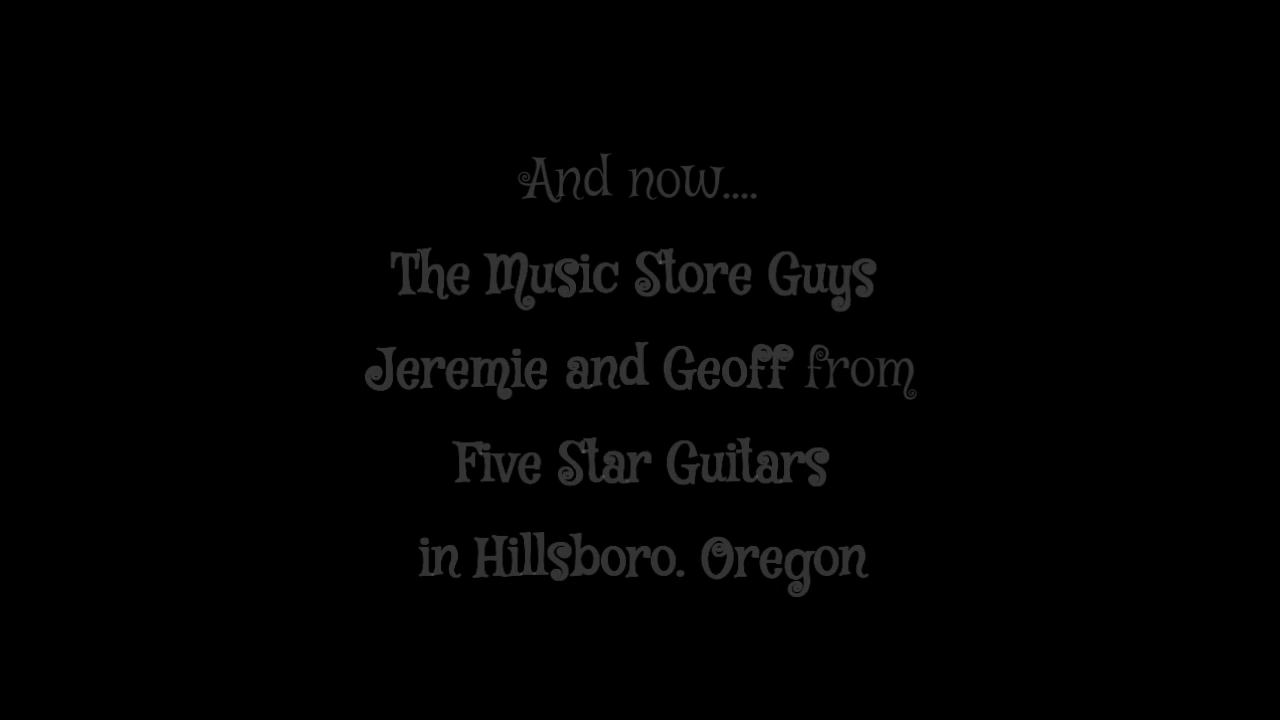 And now....
The Music Store Guys
Jeremie and Geoff from
Five Star Guitars
in Hillsboro. Oregon